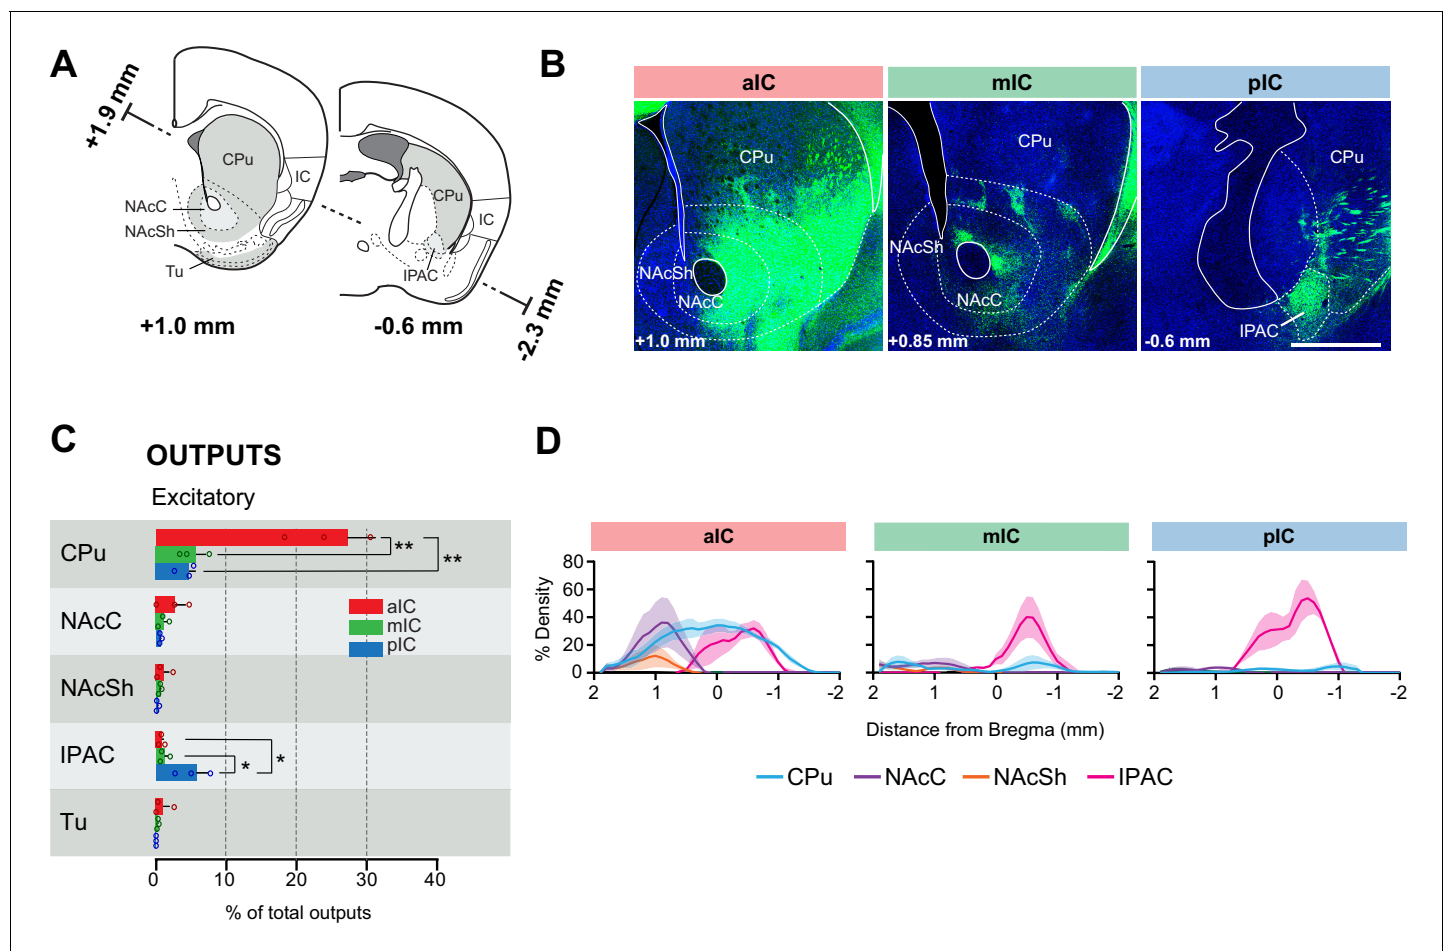 A
+1.9 mm
CPu
IC
NAcC
NAcSh
Tu
+1.0 mm
CPu
IC
IPAC
-0.6 mm
-2.3 mm
B
aIC
mIC
pIC
CPu
NAcSh
NAcC
+1.0 mm
CPu
NAcSh
NAcC
+0.85 mm
CPu
IPAC
-0.6 mm
C
OUTPUTS
Excitatory
CPu
**
**
NAcC
aIC
mIC
pIC
NAcSh
IPAC
*
*
Tu
0 10 20 30 40
% of total outputs
D
aIC
mIC
pIC
% Density
80
60
40
20
0
2 1 0 -1 -2
2 1 0 -1 -2
2 1 0 -1 -2
Distance from Bregma (mm)
CPu NAcC NAcSh IPAC